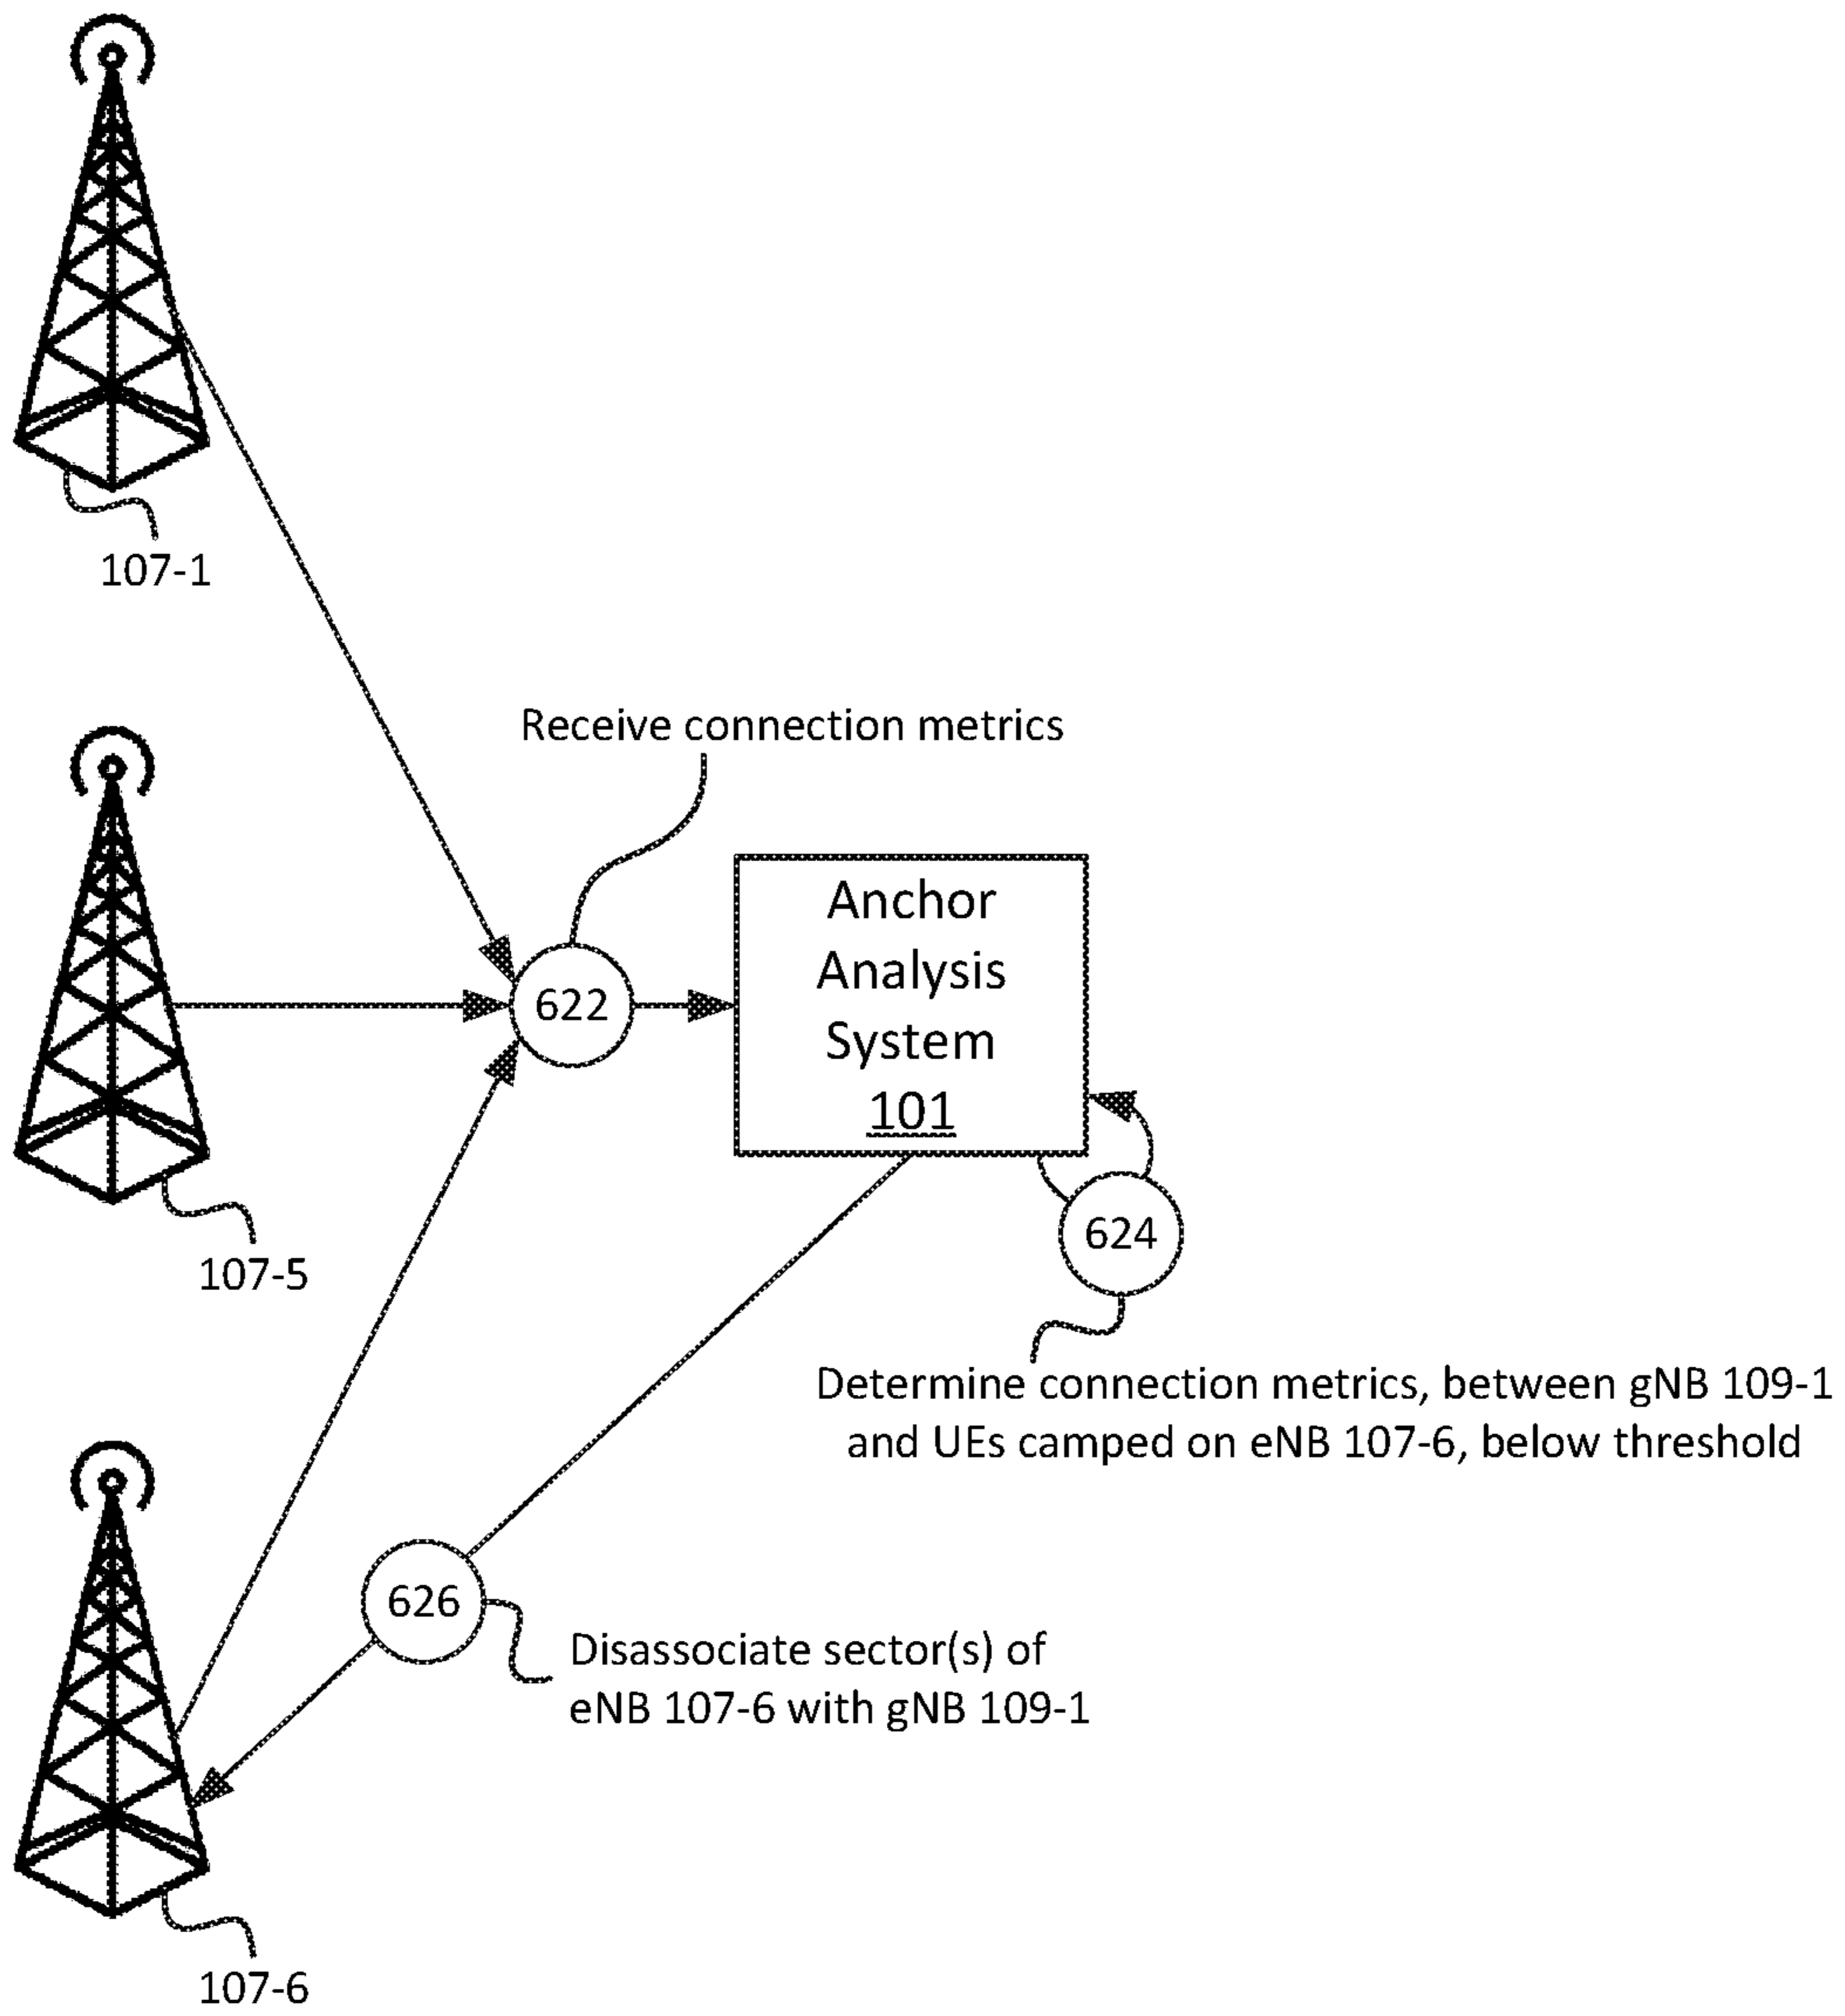 107-1
Receive connection metrics
Anchor
Analysis
System
101
622
624
107-5
Determine connection metrics, between gNB 109-1
and UEs camped on eNB 107-6, below threshold
626
Disassociate sector(s) of
eNB 107-6 with gNB 109-1
107-6